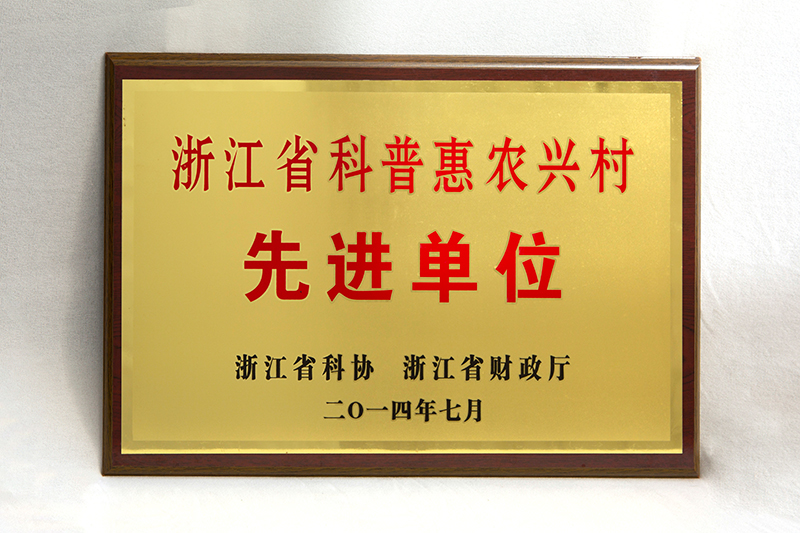 浙江省科普惠农兴村
先进单位
浙江省科协 浙江省财政厅
二〇一四年七月